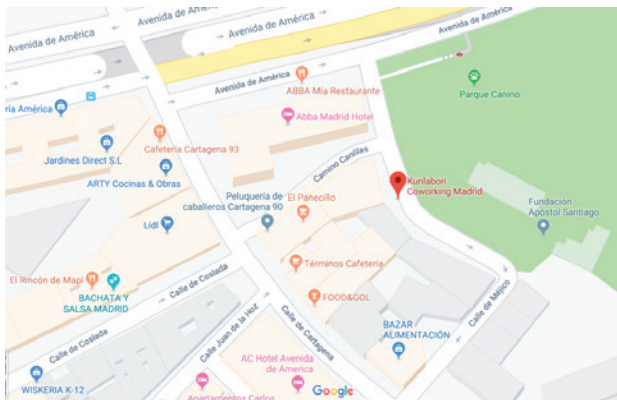 Avenida de América
Avenida de América
Avenida de América
Avenida de América
Avenida de América
ABBA Mía Restaurante
Parque Canino
ría América
Abba Madrid Hotel
Cafetería Cartagena 93
Jardines Direct S.L
Camino Canillas
ARTY Cocinas & Obras
Kunlabori
Coworking Madrid
Peluquería de
caballeros Cartagena 90
El Panecillo
Fundación
Apóstol Santiago
Lidl
Términos Cafetería
El Rincón de Mapi
Calle de Coslada
BACHATA Y
SALSA MADRID
FOOD&GOL
Calle de Méjico
Calle Juan de la Hoz
Calle de Cartagena
BAZAR
ALIMENTACIÓN
Calle de Coslada
AC Hotel Avenida
de America
WISKERIA K-12
Google
Apartamentos Carlos